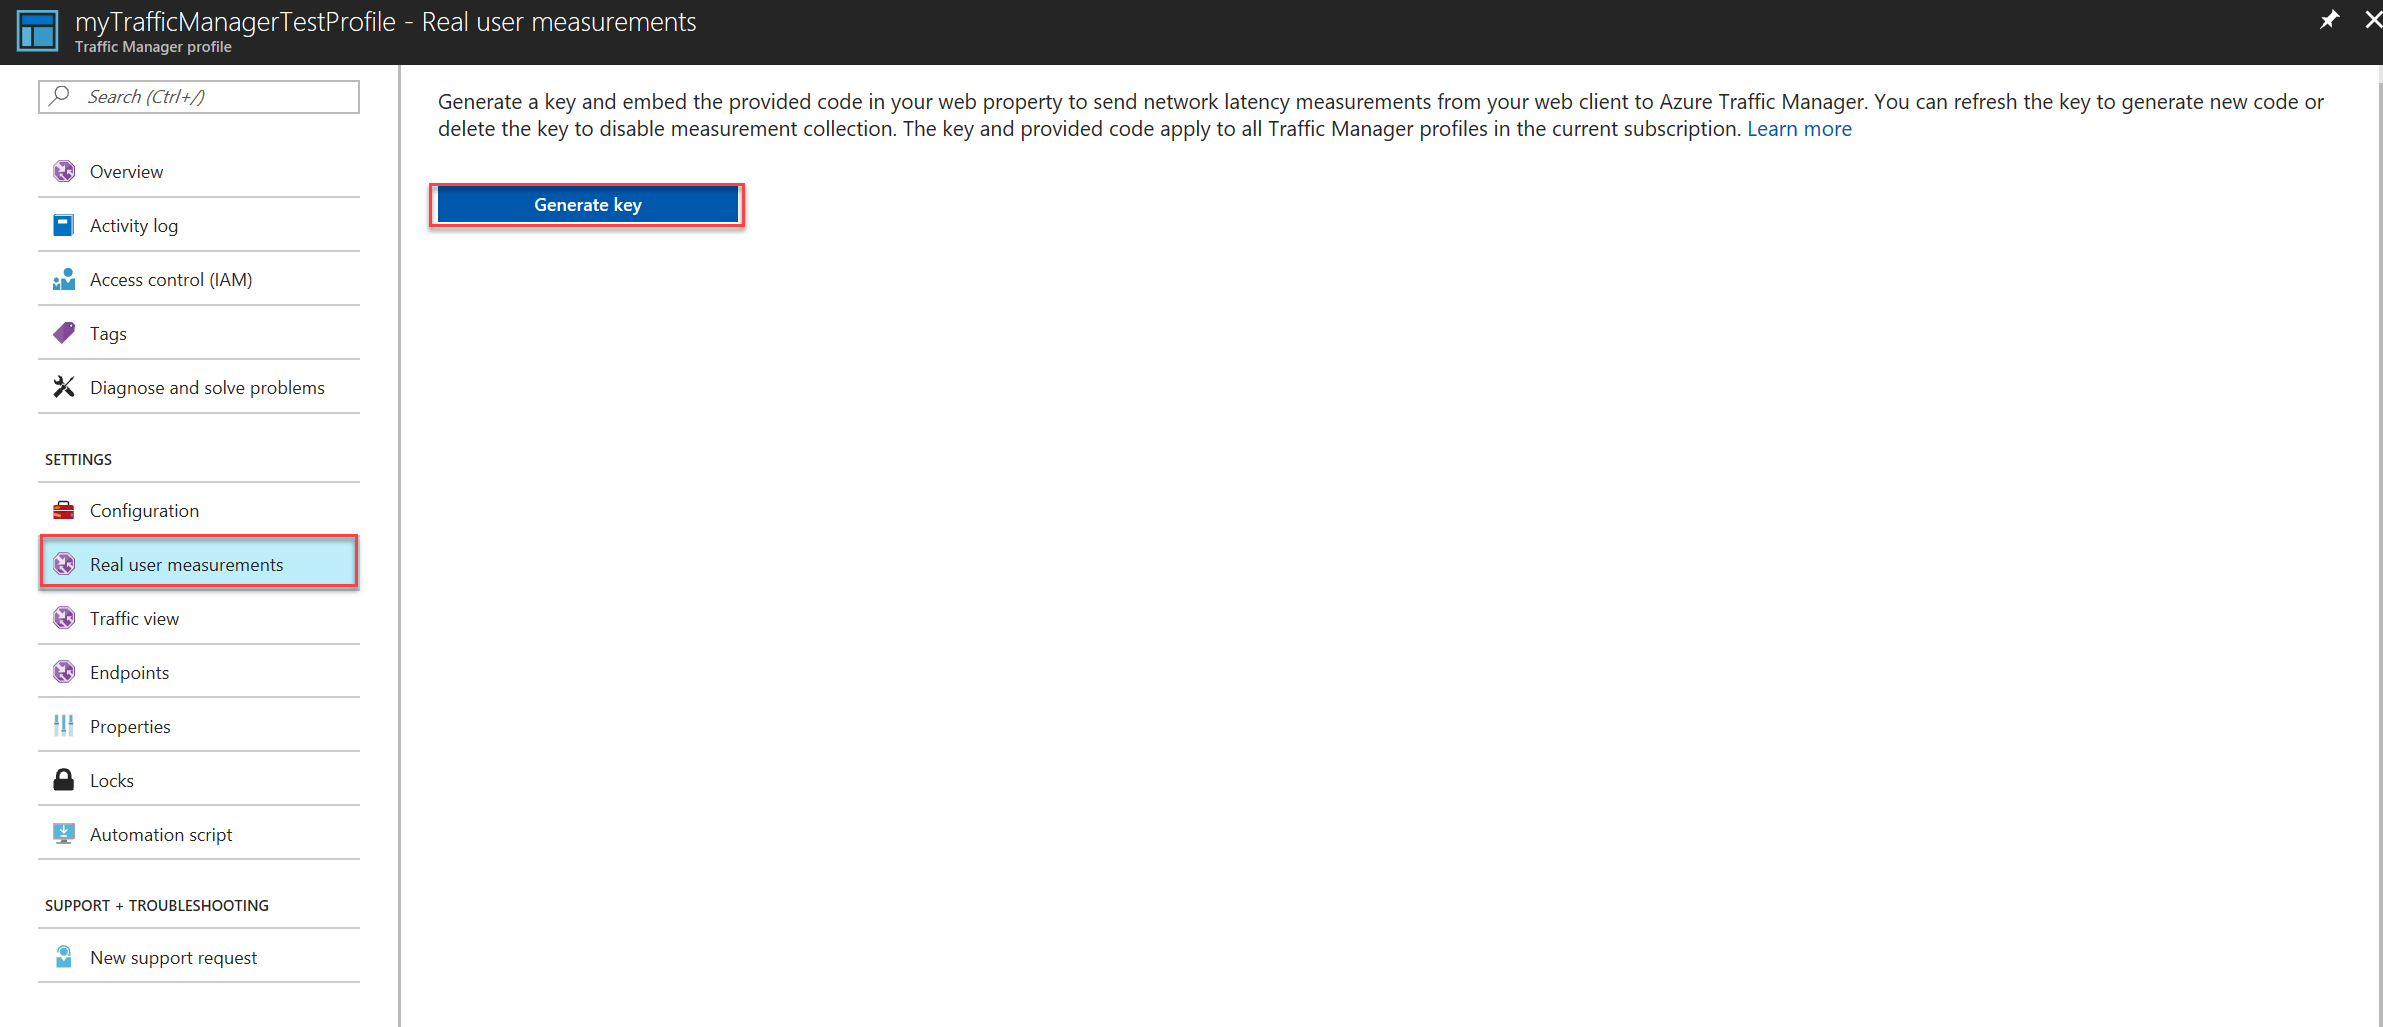 myTrafficManagerTestProfile - Real user measurements
Traffic Manager profile
Search (Ctrl+/)
Overview
Activity log
Access control (IAM)
Tags
Diagnose and solve problems
SETTINGS
Configuration
Real user measurements
Traffic view
Endpoints
Properties
Locks
Automation script
SUPPORT + TROUBLESHOOTING
New support request
Generate a key and embed the provided code in your web property to send network latency measurements from your web client to Azure Traffic Manager. You can refresh the key to generate new code or
delete the key to disable measurement collection. The key and provided code apply to all Traffic Manager profiles in the current subscription. Learn more
Generate key